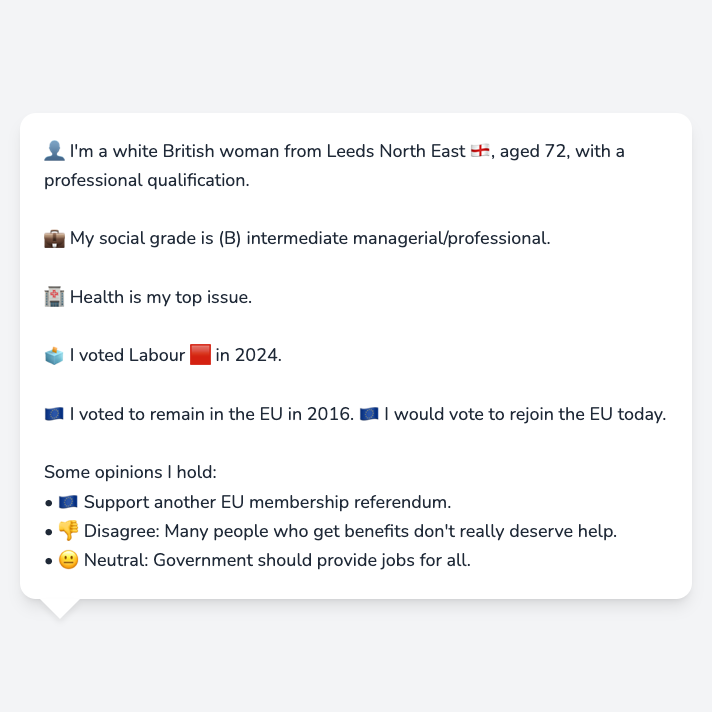 👤 I'm a white British woman from Leeds North East 🏴󠁧󠁢󠁥󠁮󠁧󠁿, aged 72, with a
professional qualification.
💼 My social grade is (B) intermediate managerial/professional.
🏥 Health is my top issue.
🗳️ I voted Labour 🟥 in 2024.
🇪🇺 I voted to remain in the EU in 2016. 🇪🇺 I would vote to rejoin the EU today.
Some opinions I hold:
• 🇪🇺 Support another EU membership referendum.
• 👎 Disagree: Many people who get benefits don't really deserve help.
• 😐 Neutral: Government should provide jobs for all.